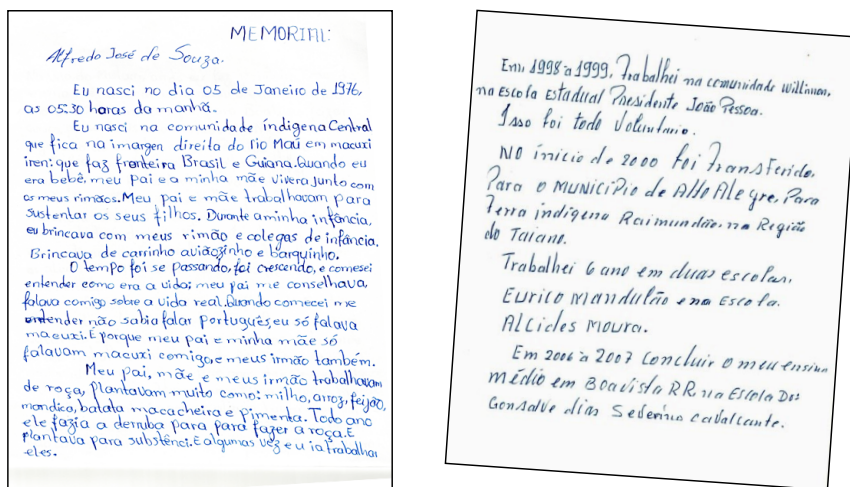 MEMORIAL:
Alfredo José de Souza.
Eu nasci no dia 05 de Janeiro de 1976,
as 05:30 horas da manhã.
Eu nasci na comunidade indígena Central
que fica na imargen direita do rio Maú em macuxi
iren: que faz fronteira Brasil e Guiana. Quando eu
era bebê, meu pai e a minha mãe vivera junto com
os meus rimãos. Meu pai e mãe trabalhavam para
sustentar os seus filhos. Durante a minha infância,
eu brincava com meus rimão e colegas de infância.
Brincava de carrinho aviãozinho e barquinho.
O tempo foi se passando, foi crescendo, e comesei
entender como era a vida; meu pai me conselhava,
falava comigo sobre a vida real. Quando comecei me
entender não sabia falar português, eu só falava
macuxi. E porque meu pai e minha mãe só
falavam macuxi comigo, e meus irmão também.
Meu pai, mãe e meus irmão trabalhavam
de roça, plantavam muito como: milho, arroz, feijão,
mandica, batata macacheira e pimenta. Todo ano
ele fazia a derruba para para fazer a roça. E
plantava para substênci. E algumas vez eu ia trabalhar
eles.
Em 1998 a 1999, Trabalhei na comunidade Willimon,
na Escola Estadual Presidente João Pessoa.
Isso foi todo Voluntario.
NO início de 2000 foi Transferido,
Para o MUNICÍPIO de Alto Alegre, Para
Terra indígena Raimundão, na Região
do Taiano.
Trabalhei 6 ano em duas escolas.
Eurico Mandulão e na Escola.
Alcides Moura.
Em 2006 a 2007 Concluir o meu ensino
médio em Boavista RR. na Escola Do:
Gonsalve dias Severino cavalcante.